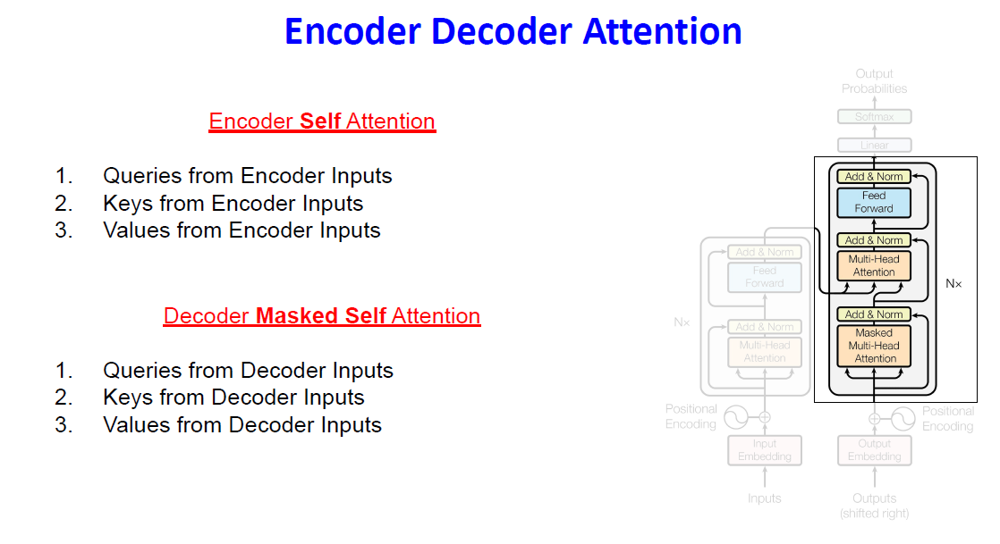 Encoder Decoder Attention
Encoder Self Attention
1. Queries from Encoder Inputs
2. Keys from Encoder Inputs
3. Values from Encoder Inputs
Decoder Masked Self Attention
1. Queries from Decoder Inputs
2. Keys from Decoder Inputs
3. Values from Decoder Inputs
Output
Probabilities
Softmax
Linear
Add & Norm
Feed
Forward
Add & Norm
Multi-Head
Attention
Add & Norm
Masked
Multi-Head
Attention
N×
Add & Norm
Feed
Forward
Add & Norm
Multi-Head
Attention
N×
Positional
Encoding
Positional
Encoding
Input
Embedding
Output
Embedding
Inputs
Outputs
(shifted right)